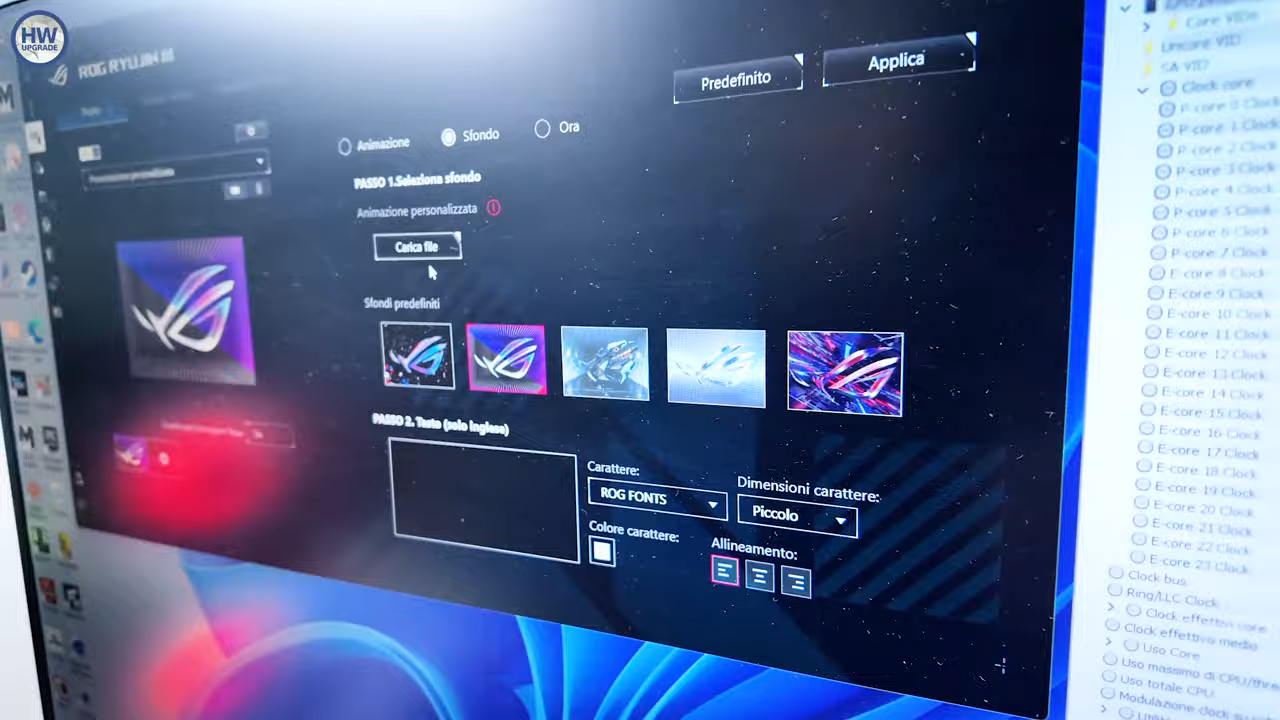 HW
UPGRADE
ROG RYUJIN III
Predefinito
Applica
Animazione
Sfondo
Ora
PASSO 1.Seleziona sfondo
Animazione personalizzata
Carica file
Sfondi predefiniti
PASSO 2. Testo (solo inglese)
Carattere:
ROG FONTS
Dimensioni carattere:
Piccolo
Colore carattere:
Allineamento:
Core VIDs
Uncore VID
SA VID
Clock core
P-core 0 Clock
P-core 1 Clock
P-core 2 Clock
P-core 3 Clock
P-core 4 Clock
P-core 5 Clock
P-core 6 Clock
P-core 7 Clock
E-core 8 Clock
E-core 9 Clock
E-core 10 Clock
E-core 11 Clock
E-core 12 Clock
E-core 13 Clock
E-core 14 Clock
E-core 15 Clock
E-core 16 Clock
E-core 17 Clock
E-core 18 Clock
E-core 19 Clock
E-core 20 Clock
E-core 21 Clock
E-core 22 Clock
E-core 23 Clock
Clock bus
Ring/LLC Clock
Clock effettivi core
Clock effettivo medio
Uso Core
Uso massimo di CPU/thre
Uso totale CPU
Modulazione clock su